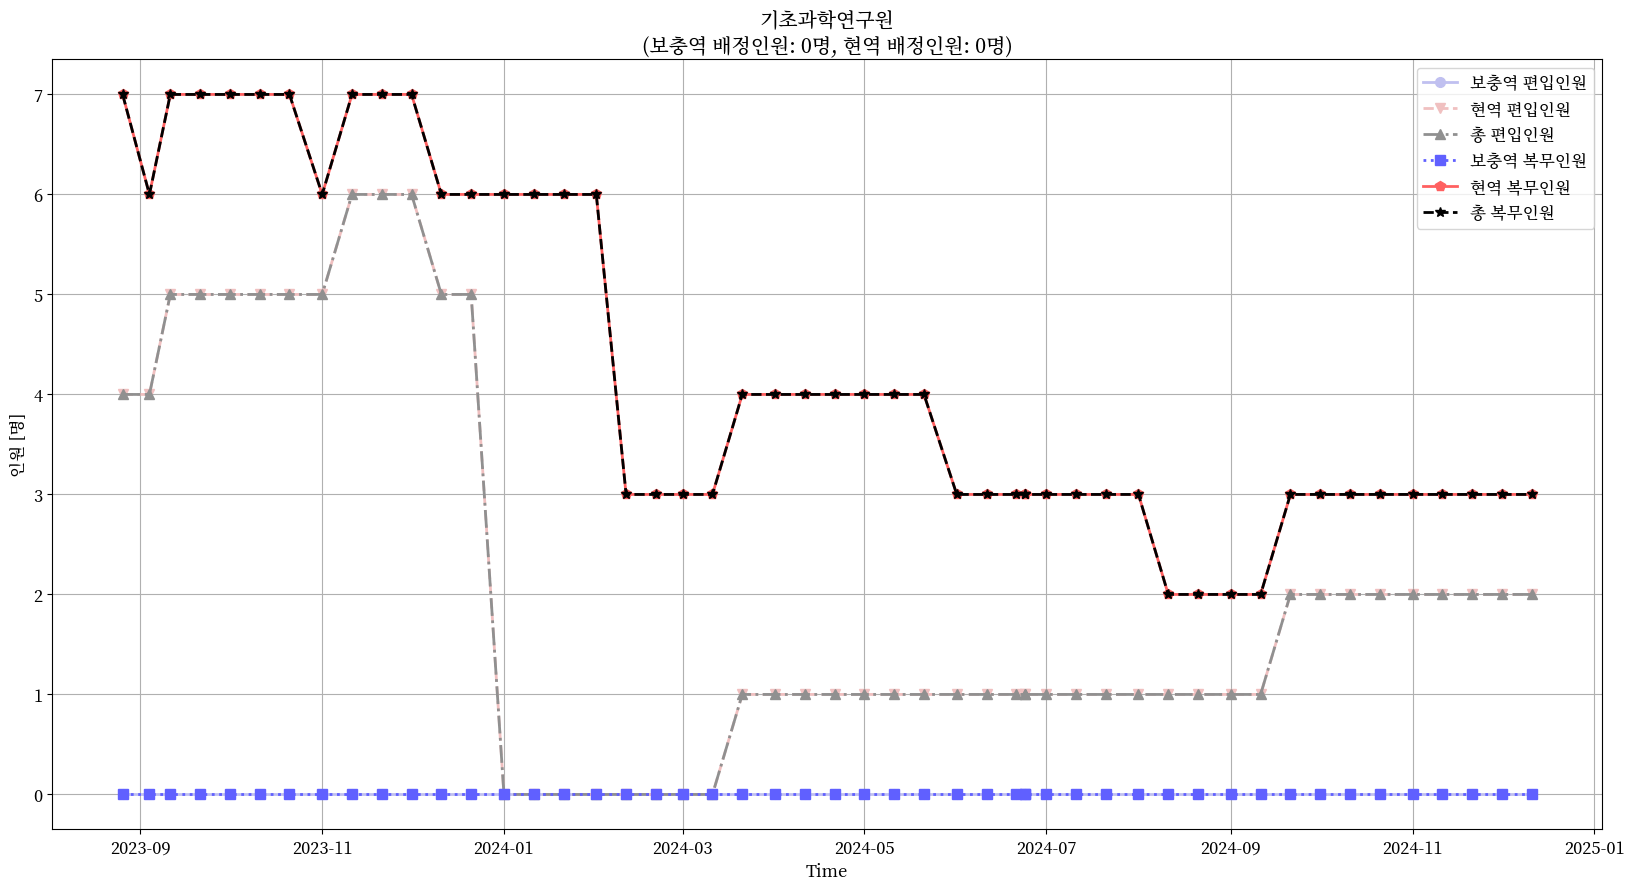 기초과학연구원
(보충역 배정인원: 0명, 현역 배정인원: 0명)
보충역 편입인원
현역 편입인원
총 편입인원
보충역 복무인원
현역 복무인원
총 복무인원
7
6
5
4
3
2
1
0
인원 [명]
2023-09
2023-11
2024-01
2024-03
2024-05
2024-07
2024-09
2024-11
2025-01
Time